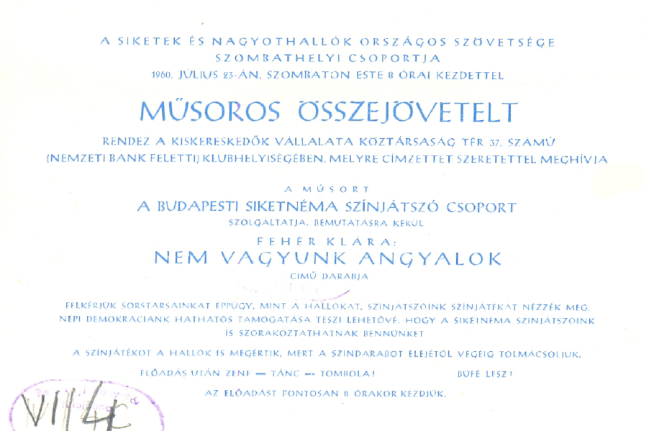 A SIKETEK ÉS NAGYOTHALLÓK ORSZÁGOS SZÖVETSÉGE
SZOMBATHELYI CSOPORTJA
1960. JÚLIUS 23-ÁN, SZOMBATON ESTE 8 ÓRAI KEZDETTEL
MŰSOROS ÖSSZEJÖVETELT
RENDEZ A KISKERESKEDŐK VÁLLALATA KÖZTÁRSASÁG TÉR 37. SZAMÚ
(NEMZETI BANK FELETTI) KLUBHELYISÉGÉBEN, MELYRE CÍMZETTET SZERETETTEL MEGHÍVJA
A MŰSORT
A BUDAPESTI SIKETNÉMA SZÍNJÁTSZÓ CSOPORT
SZOLGÁLTATJA. BEMUTATÁSRA KERÜL
FEHÉR KLÁRA:
NEM VAGYUNK ANGYALOK
CIMŰ DARABJA
FELKÉRJÜK SORSTÁRSAINKAT ÉPPÚGY, MINT A HALLÓKAT, SZÍNJÁTSZÓINK SZÍNJÁTÉKÁT NÉZZÉK MEG.
NÉPI DEMOKRÁCIÁNK HATHATÓS TÁMOGATÁSA TESZI LEHETŐVÉ, HOGY A SIKETNÉMA SZÍNJÁTSZÓINK
IS SZÓRAKOZTATHATNAK BENNÜNKET
A SZÍNJÁTÉKOT A HALLÓK IS MEGÉRTIK, MERT A SZÍNDARABOT ELEJÉTŐL VÉGÉIG TOLMÁCSOLJUK.
ELŐADÁS UTÁN ZENE — TÁNC — TOMBOLA! BÜFÉ LESZ!
AZ ELŐADÁST PONTOSAN 8 ÓRAKOR KEZDJÜK.
VI/4c